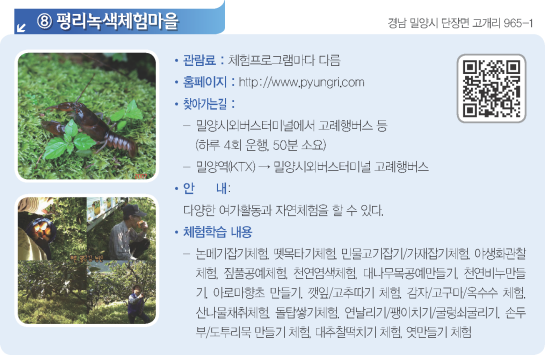 ⑧ 평리녹색체험마을
경남 밀양시 단장면 고개리 965-1
• 관람료 : 체험프로그램마다 다름
• 홈페이지 : http://www.pyungri.com
• 찾아가는길 :
– 밀양시외버스터미널에서 고례행버스 등
(하루 4회 운행, 50분 소요)
– 밀양역(KTX) → 밀양시외버스터미널 고례행버스
• 안 내:
다양한 여가활동과 자연체험을 할 수 있다.
• 체험학습 내용
– 논메기잡기체험, 뗏목타기체험, 민물고기잡기/가재잡기체험, 야생화관찰
체험, 짚풀공예체험, 천연염색체험, 대나무목공예만들기, 천연비누만들
기, 아로마향초 만들기, 깻잎/고추따기 체험, 감자/고구마/옥수수 체험,
산나물채취체험, 돌탑쌓기체험, 연날리기/팽이치기/굴렁쇠굴리기, 손두
부/도토리묵 만들기 체험, 대추찰떡치기 체험, 엿만들기 체험